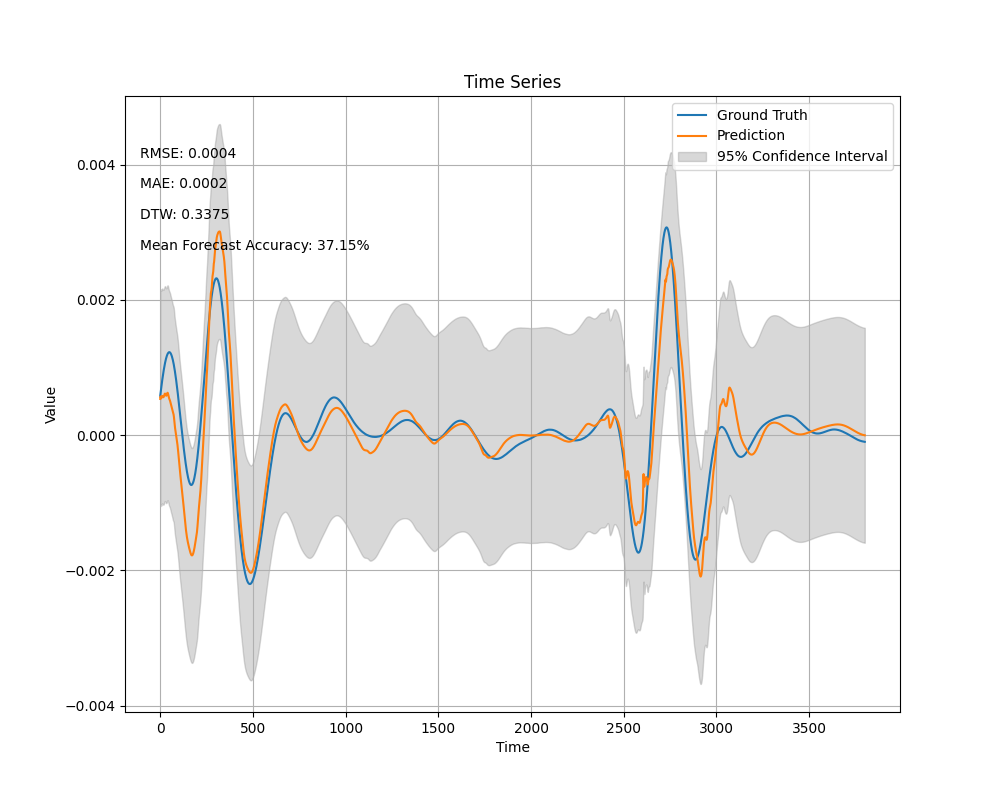 Time Series
Ground Truth
Prediction
95% Confidence Interval
RMSE: 0.0004
MAE: 0.0002
DTW: 0.3375
Mean Forecast Accuracy: 37.15%
0.004
0.002
0.000
−0.002
−0.004
Value
0 500 1000 1500 2000 2500 3000 3500
Time